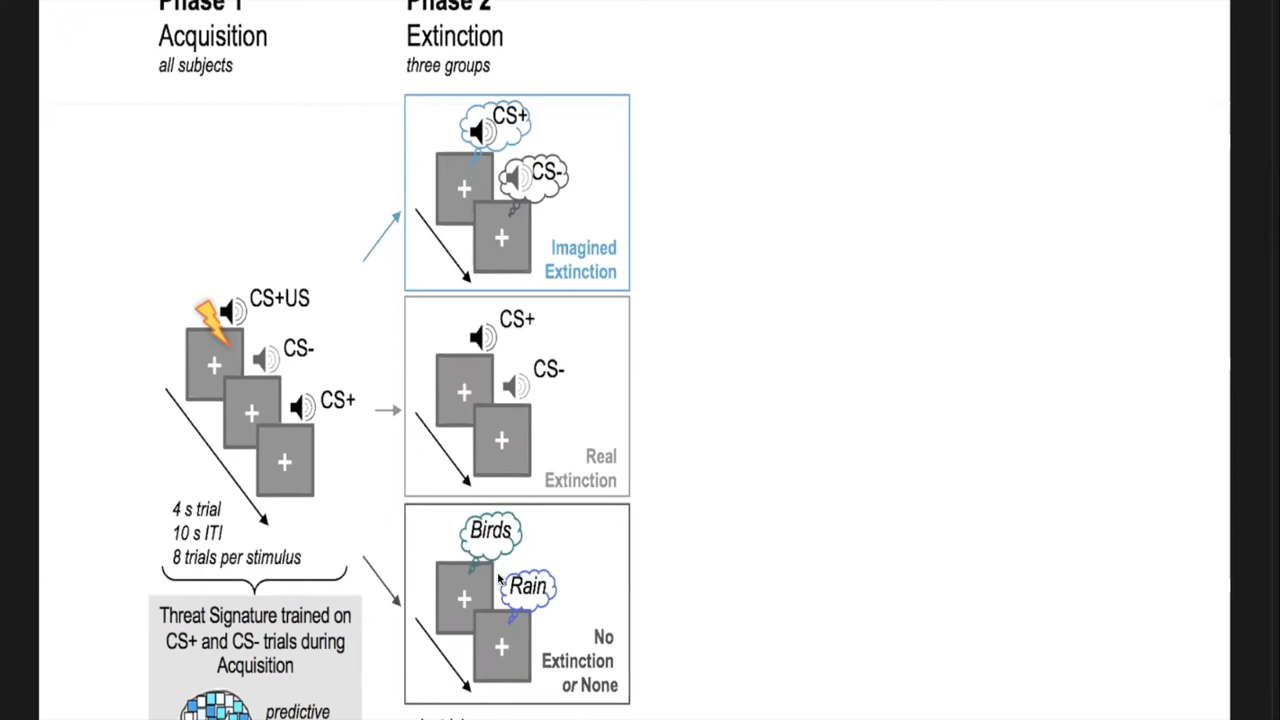 Phase 1
Acquisition
all subjects
Phase 2
Extinction
three groups
CS+
CS-
Imagined
Extinction
CS+US
CS-
CS+
CS+
CS-
Real
Extinction
4 s trial
10 s ITI
8 trials per stimulus
Threat Signature trained on
CS+ and CS- trials during
Acquisition
predictive
Birds
Rain
No
Extinction
or None